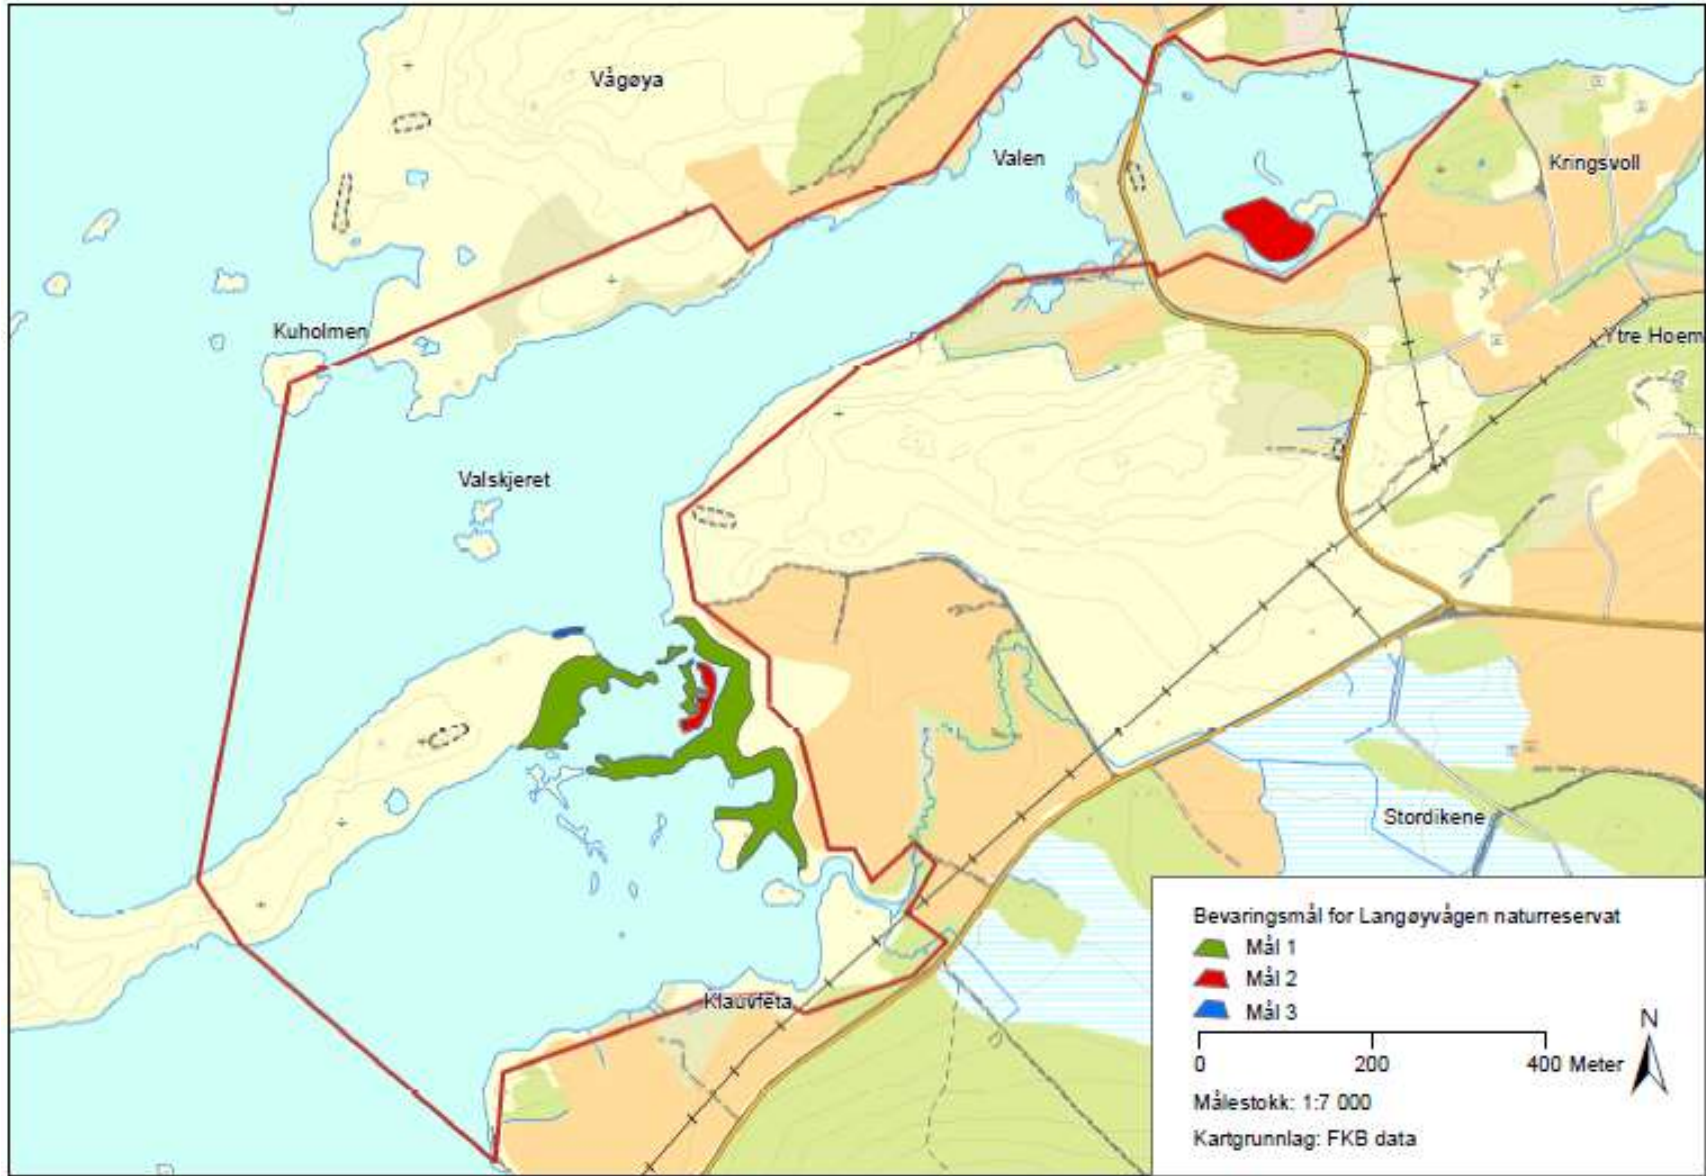 Vågøya
Valen
Kringsvoll
Kuholmen
Ytre Hoem
Valskjeret
Stordikene
Klauvfeta
Bevaringsmål for Langøyvågen naturreservat
Mål 1
Mål 2
Mål 3
N
0 200 400 Meter
Målestokk: 1:7 000
Kartgrunnlag: FKB data